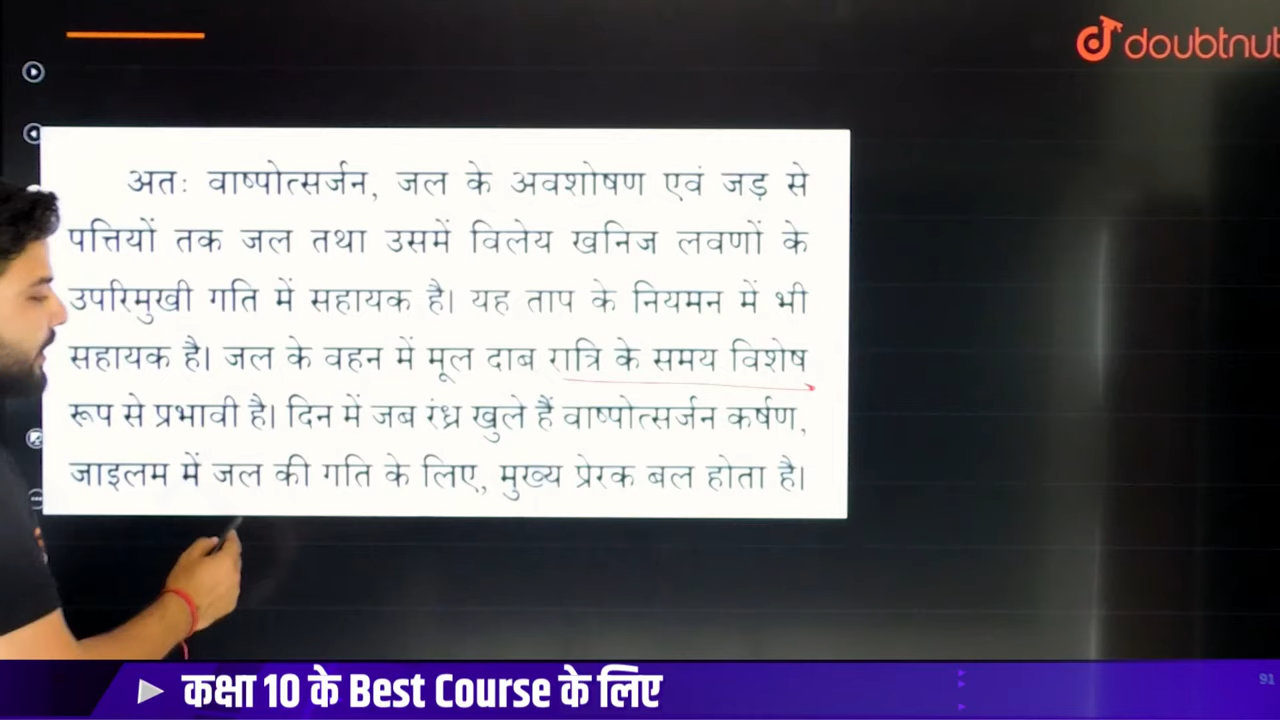 doubtnut
अतः वाष्पोत्सर्जन, जल के अवशोषण एवं जड़ से
पत्तियों तक जल तथा उसमें विलेय खनिज लवणों के
उपरिमुखी गति में सहायक है। यह ताप के नियमन में भी
सहायक है। जल के वहन में मूल दाब रात्रि के समय विशेष
रूप से प्रभावी है। दिन में जब रंध्र खुले हैं वाष्पोत्सर्जन कर्षण,
जाइलम में जल की गति के लिए, मुख्य प्रेरक बल होता है।
कक्षा 10 के Best Course के लिए
91